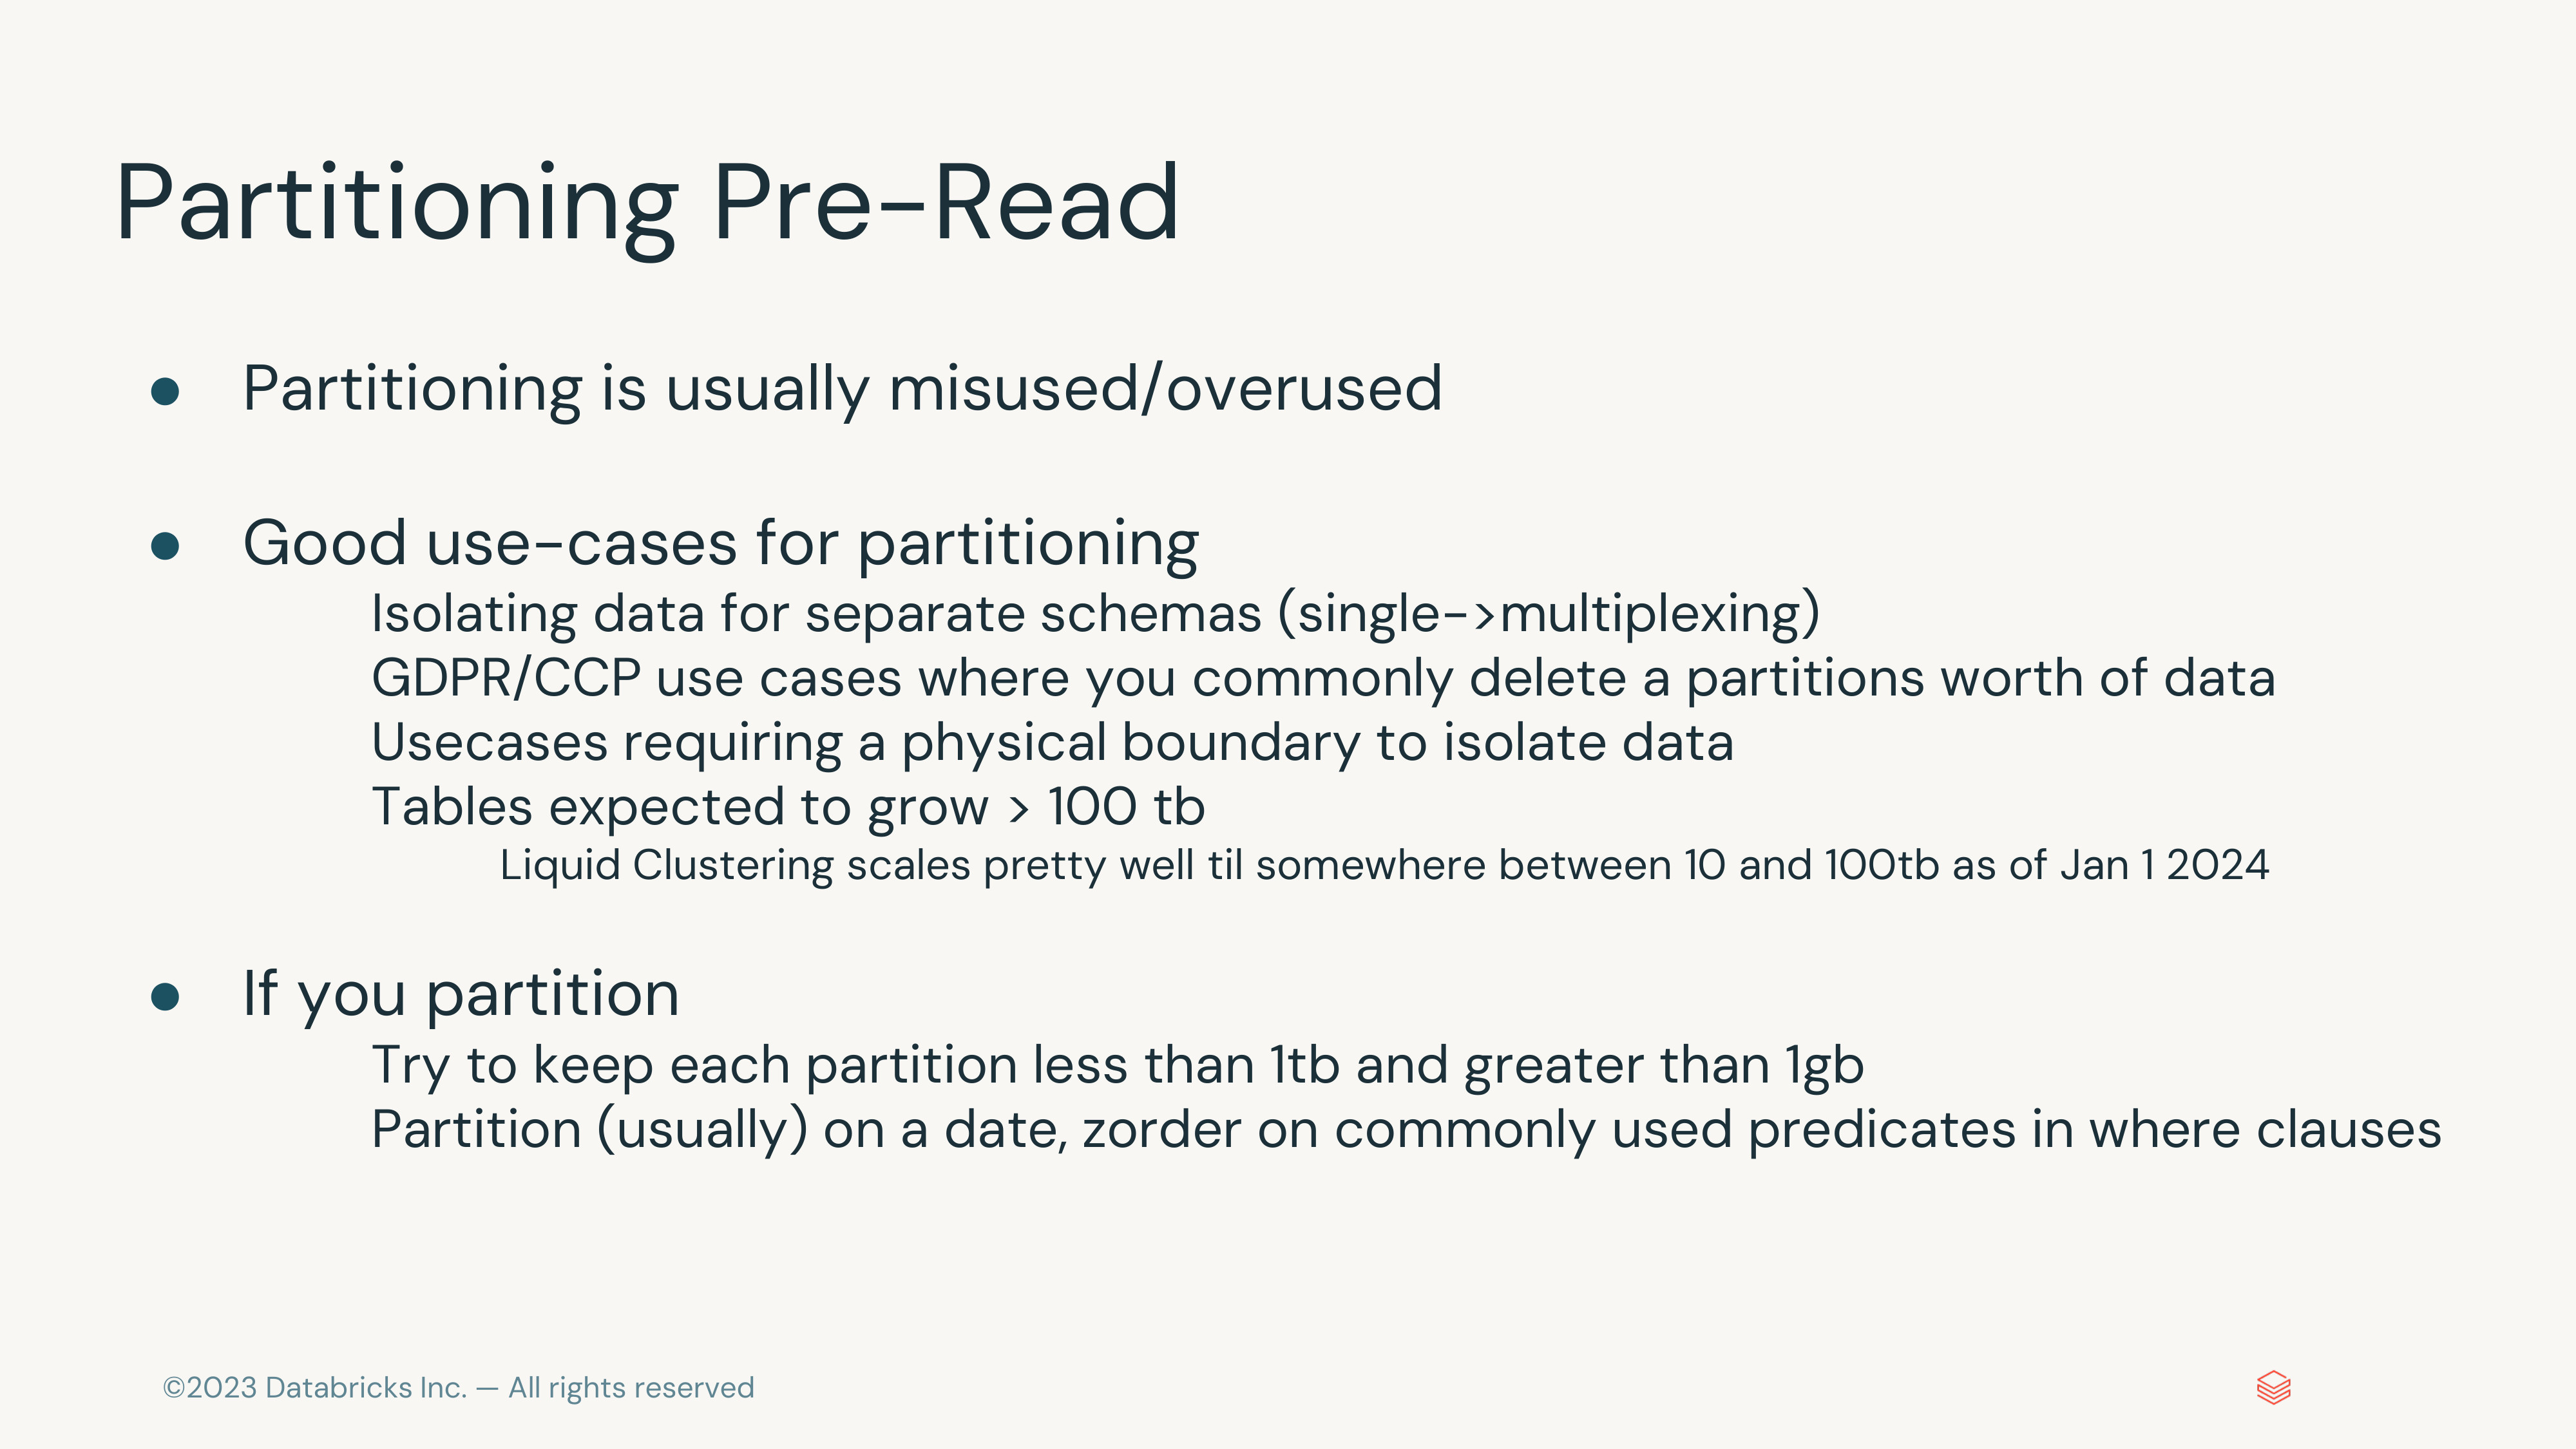 Partitioning Pre-Read
● Partitioning is usually misused/overused
● Good use-cases for partitioning
Isolating data for separate schemas (single->multiplexing)
GDPR/CCP use cases where you commonly delete a partitions worth of data
Usecases requiring a physical boundary to isolate data
Tables expected to grow > 100 tb
Liquid Clustering scales pretty well til somewhere between 10 and 100tb as of Jan 1 2024
● If you partition
Try to keep each partition less than 1tb and greater than 1gb
Partition (usually) on a date, zorder on commonly used predicates in where clauses
©2023 Databricks Inc. — All rights reserved